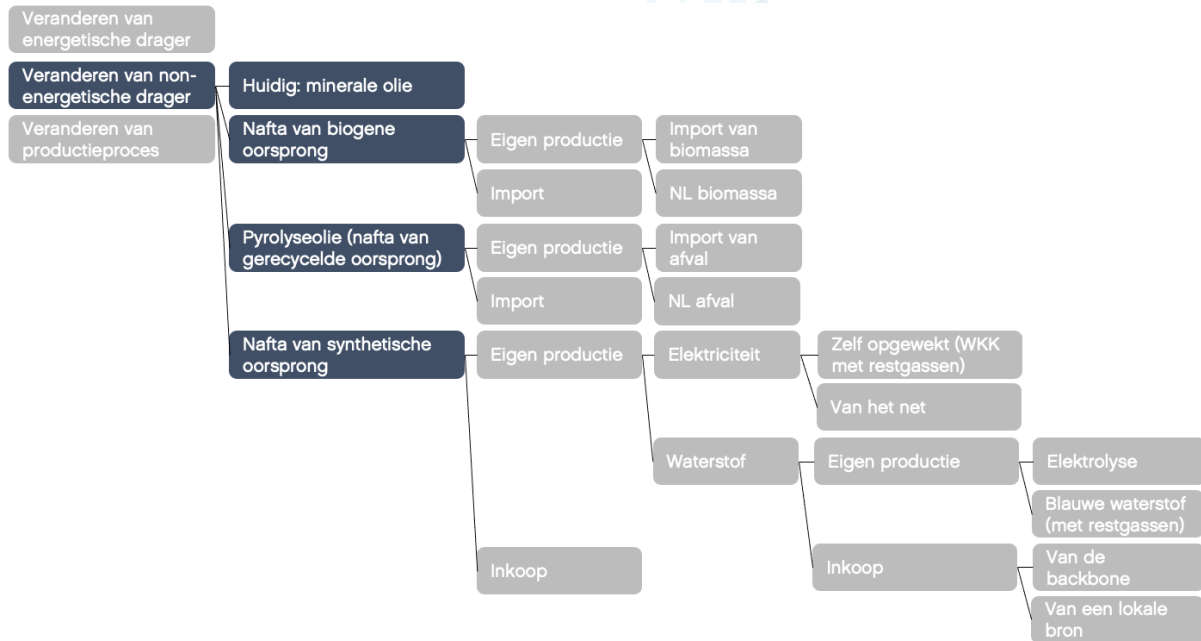 Veranderen van
energetische drager
Veranderen van non-
energetische drager
Huidig: minerale olie
Veranderen van
productieproces
Nafta van biogene
oorsprong
Eigen productie
Import van
biomassa
Import
NL biomassa
Pyrolyseolie (nafta van
gerecycelde oorsprong)
Eigen productie
Import van
afval
Import
NL afval
Nafta van synthetische
oorsprong
Eigen productie
Elektriciteit
Zelf opgewekt (WKK
met restgassen)
Van het net
Waterstof
Eigen productie
Elektrolyse
Blauwe waterstof
(met restgassen)
Inkoop
Inkoop
Van de
backbone
Van een lokale
bron